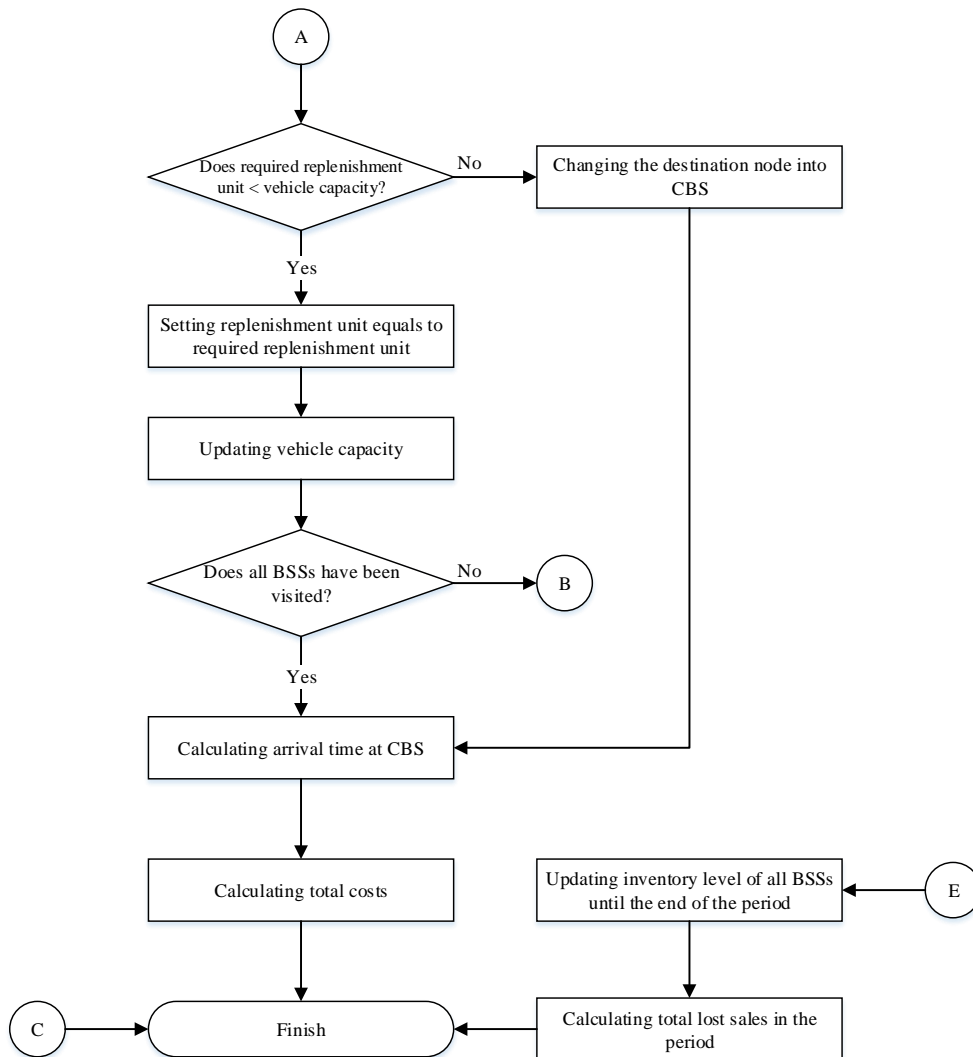 A
Does required replenishment
unit < vehicle capacity?
No
Changing the destination node into
CBS
Yes
Setting replenishment unit equals to
required replenishment unit
Updating vehicle capacity
Does all BSSs have been
visited?
No
B
Yes
Calculating arrival time at CBS
Calculating total costs
Updating inventory level of all BSSs
until the end of the period
E
C
Finish
Calculating total lost sales in the
period